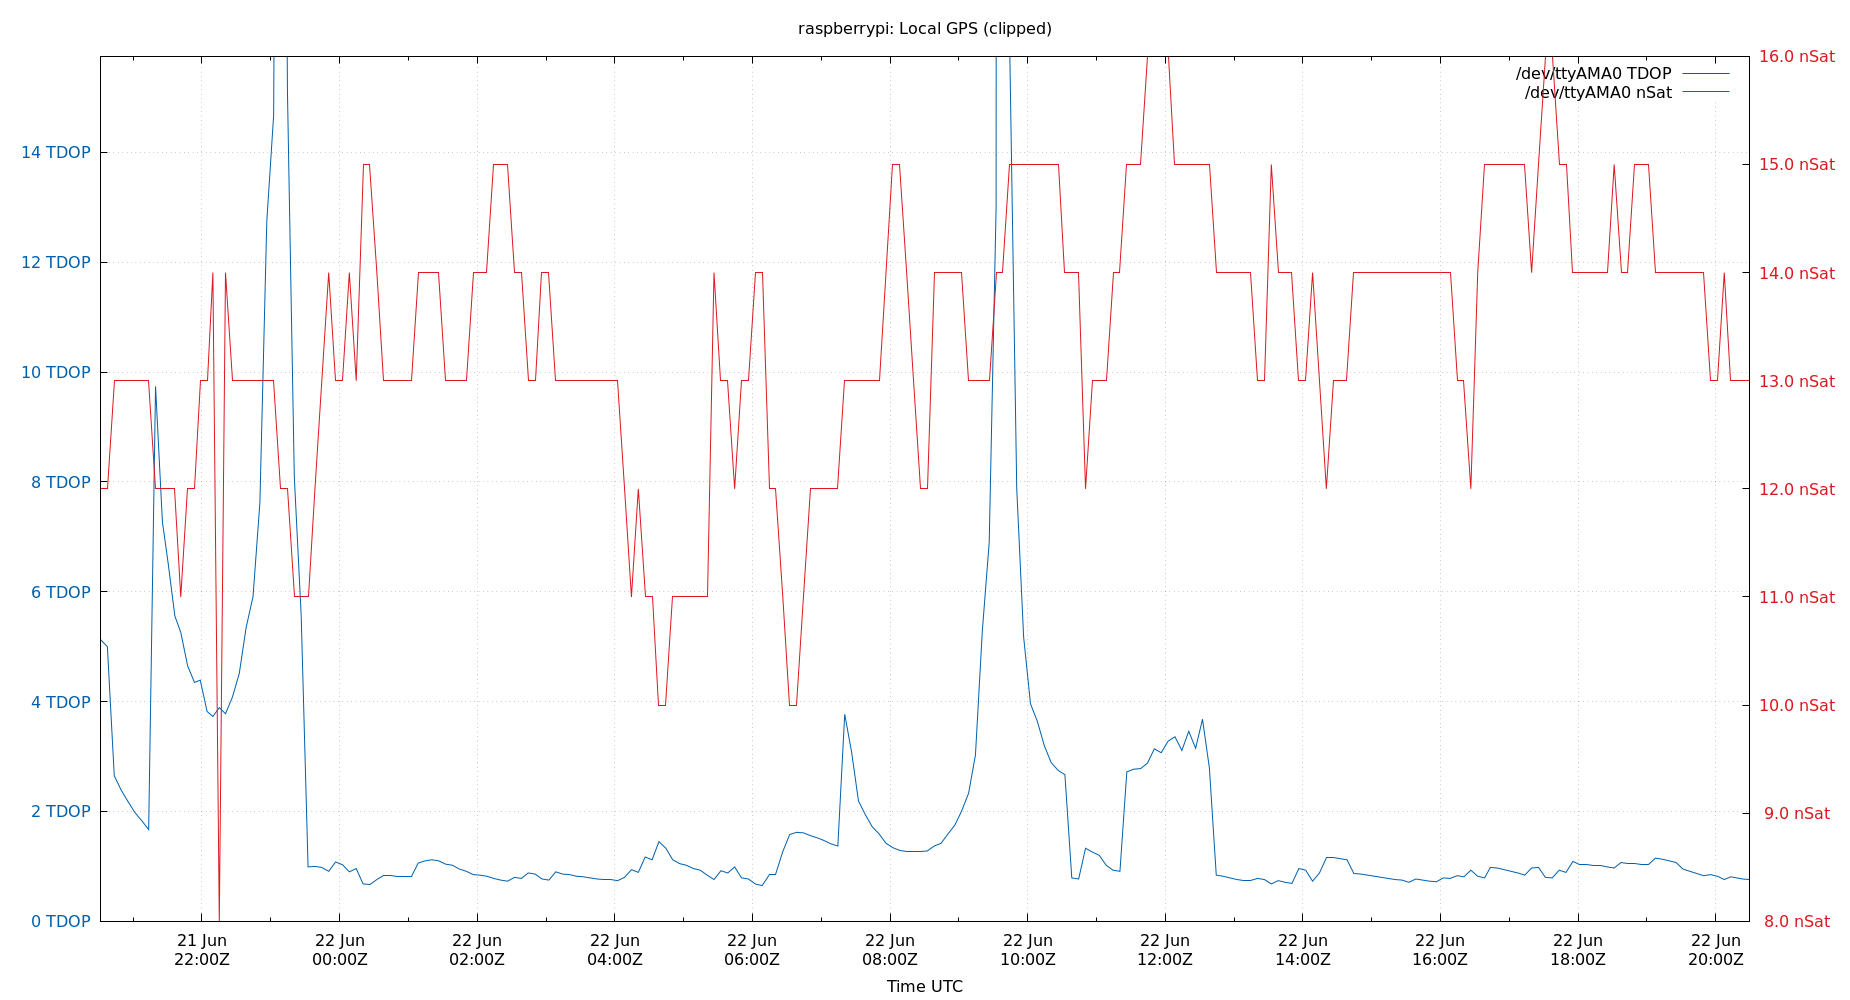 raspberrypi: Local GPS (clipped)
16.0 nSat
/dev/ttyAMA0 TDOP
/dev/ttyAMA0 nSat
14 TDOP
15.0 nSat
12 TDOP
14.0 nSat
10 TDOP
13.0 nSat
8 TDOP
12.0 nSat
6 TDOP
11.0 nSat
4 TDOP
10.0 nSat
2 TDOP
9.0 nSat
0 TDOP
8.0 nSat
21 Jun 22 Jun 22 Jun 22 Jun 22 Jun 22 Jun 22 Jun 22 Jun 22 Jun 22 Jun 22 Jun 22 Jun
22:00Z 00:00Z 02:00Z 04:00Z 06:00Z 08:00Z 10:00Z 12:00Z 14:00Z 16:00Z 18:00Z 20:00Z
Time UTC